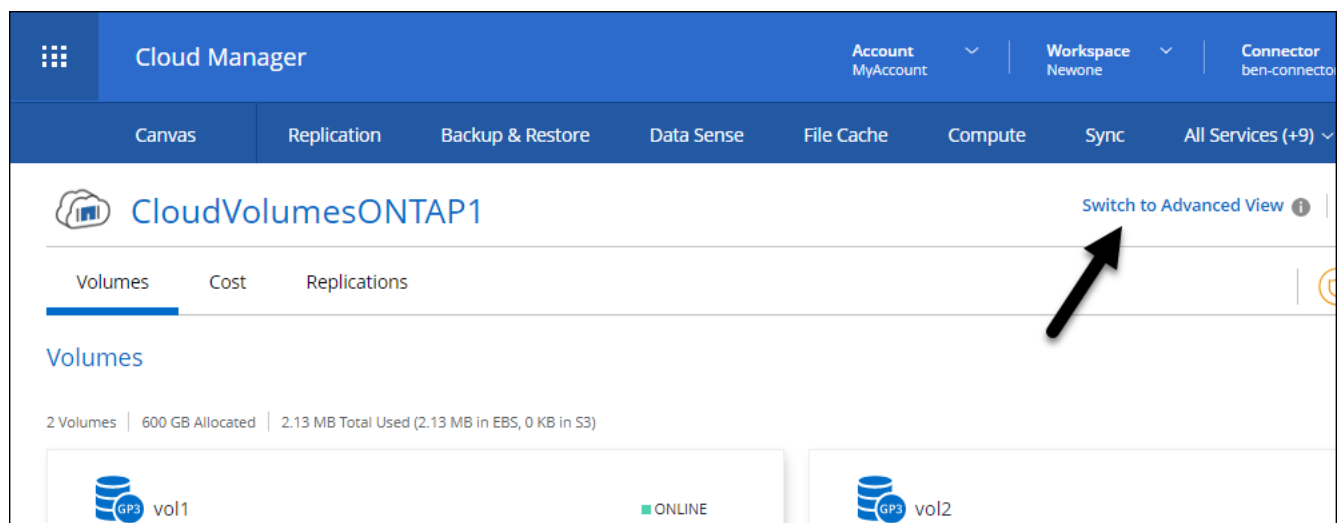 Cloud Manager
Account
MyAccount
Workspace
Newone
Connector
ben-connector
Canvas Replication Backup & Restore Data Sense File Cache Compute Sync All Services (+9)
CloudVolumesONTAP1
Switch to Advanced View
Volumes Cost Replications
Volumes
2 Volumes | 600 GB Allocated | 2.13 MB Total Used (2.13 MB in EBS, 0 KB in S3)
GP3 vol1 ONLINE
GP3 vol2